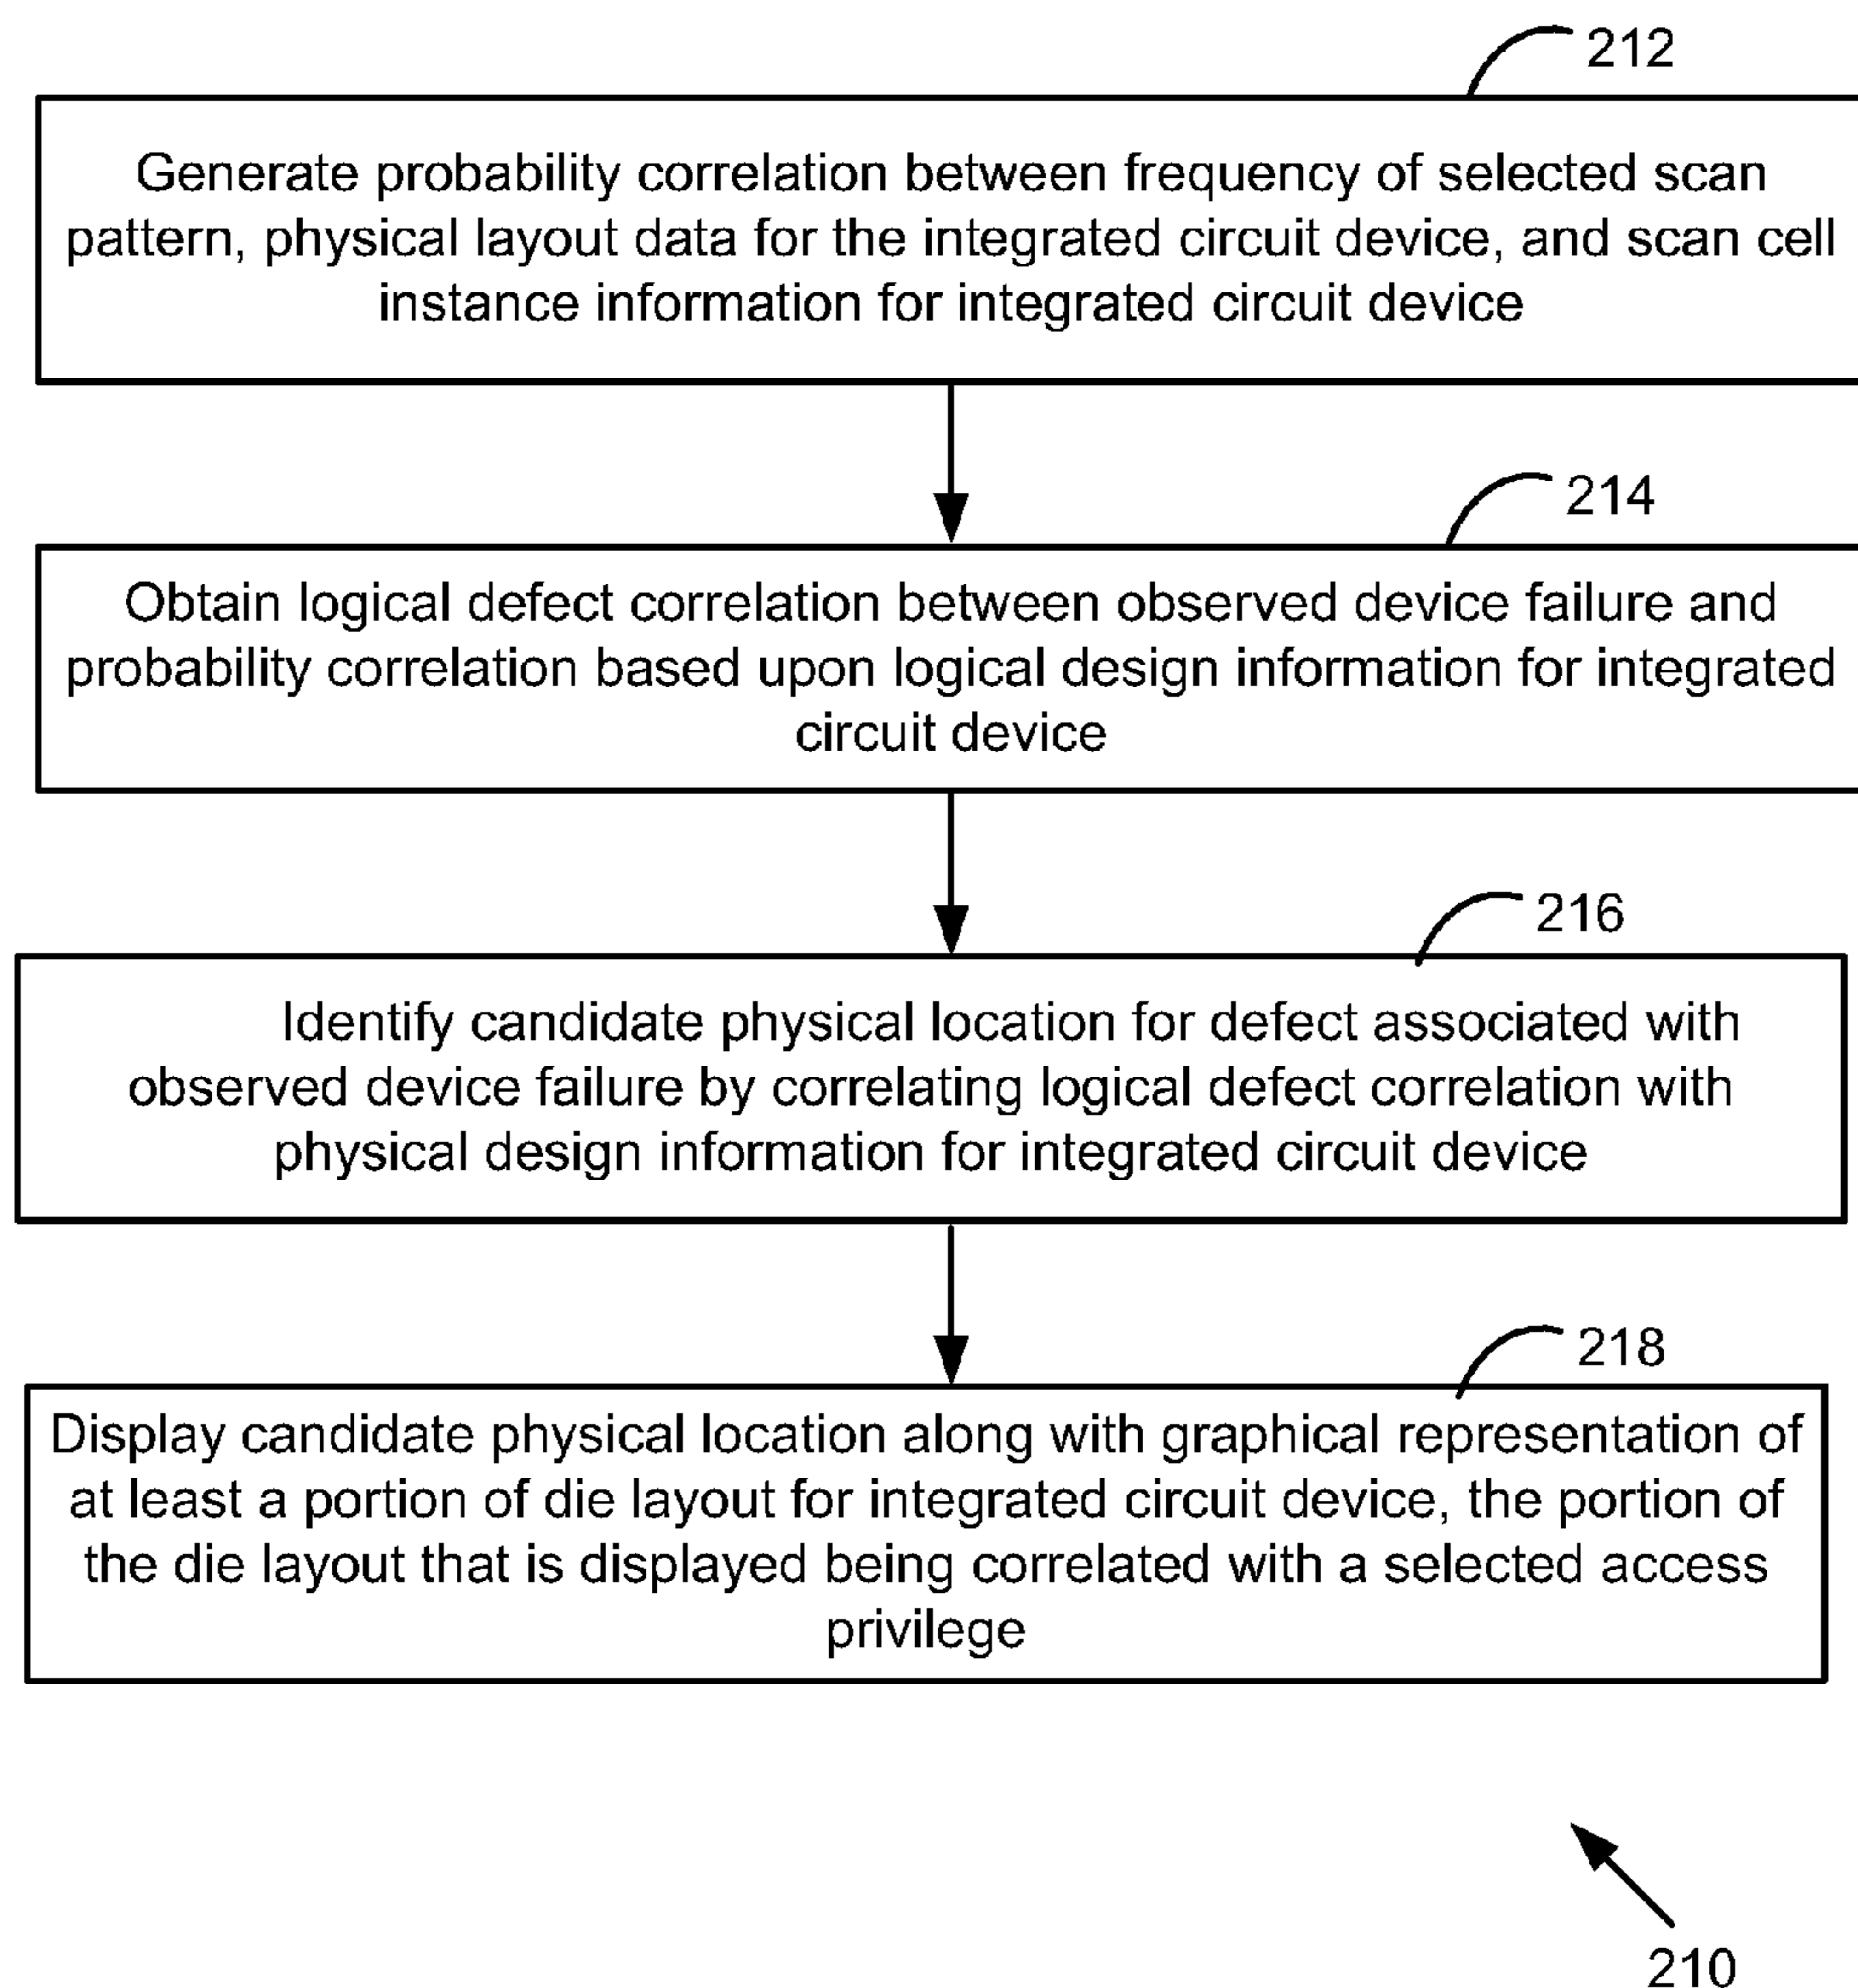 212
Generate probability correlation between frequency of selected scan
pattern, physical layout data for the integrated circuit device, and scan cell
instance information for integrated circuit device
214
Obtain logical defect correlation between observed device failure and
probability correlation based upon logical design information for integrated
circuit device
216
Identify candidate physical location for defect associated with
observed device failure by correlating logical defect correlation with
physical design information for integrated circuit device
218
Display candidate physical location along with graphical representation of
at least a portion of die layout for integrated circuit device, the portion of
the die layout that is displayed being correlated with a selected access
privilege
210